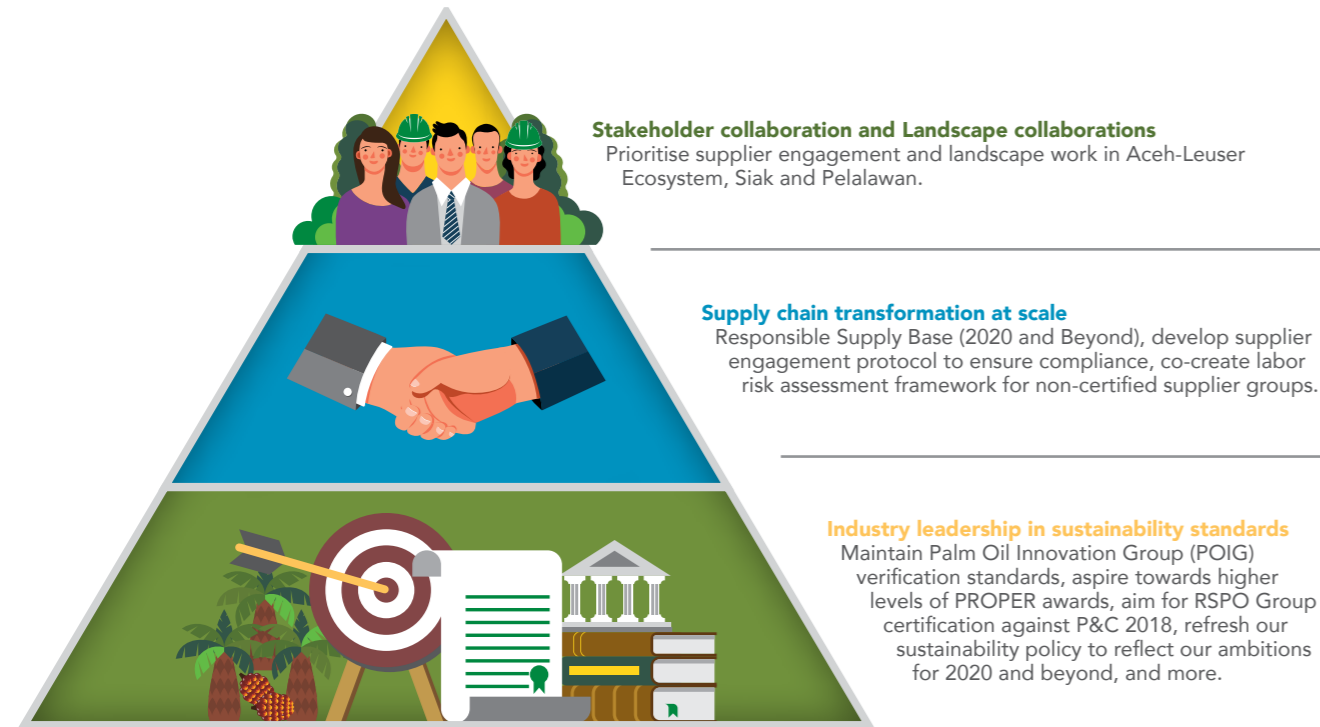 Stakeholder collaboration and Landscape collaborations
Prioritise supplier engagement and landscape work in Aceh-Leuser
Ecosystem, Siak and Pelalawan.
Supply chain transformation at scale
Responsible Supply Base (2020 and Beyond), develop supplier
engagement protocol to ensure compliance, co-create labor
risk assessment framework for non-certified supplier groups.
Industry leadership in sustainability standards
Maintain Palm Oil Innovation Group (POIG)
verification standards, aspire towards higher
levels of PROPER awards, aim for RSPO Group
certification against P&C 2018, refresh our
sustainability policy to reflect our ambitions
for 2020 and beyond, and more.